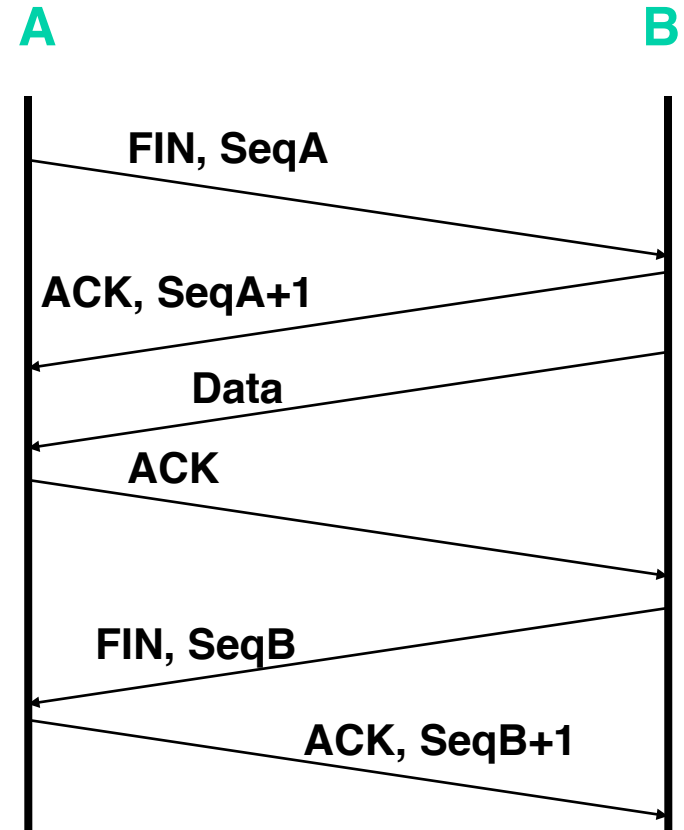 A B
FIN, SeqA
ACK, SeqA+1
Data
ACK
FIN, SeqB
ACK, SeqB+1